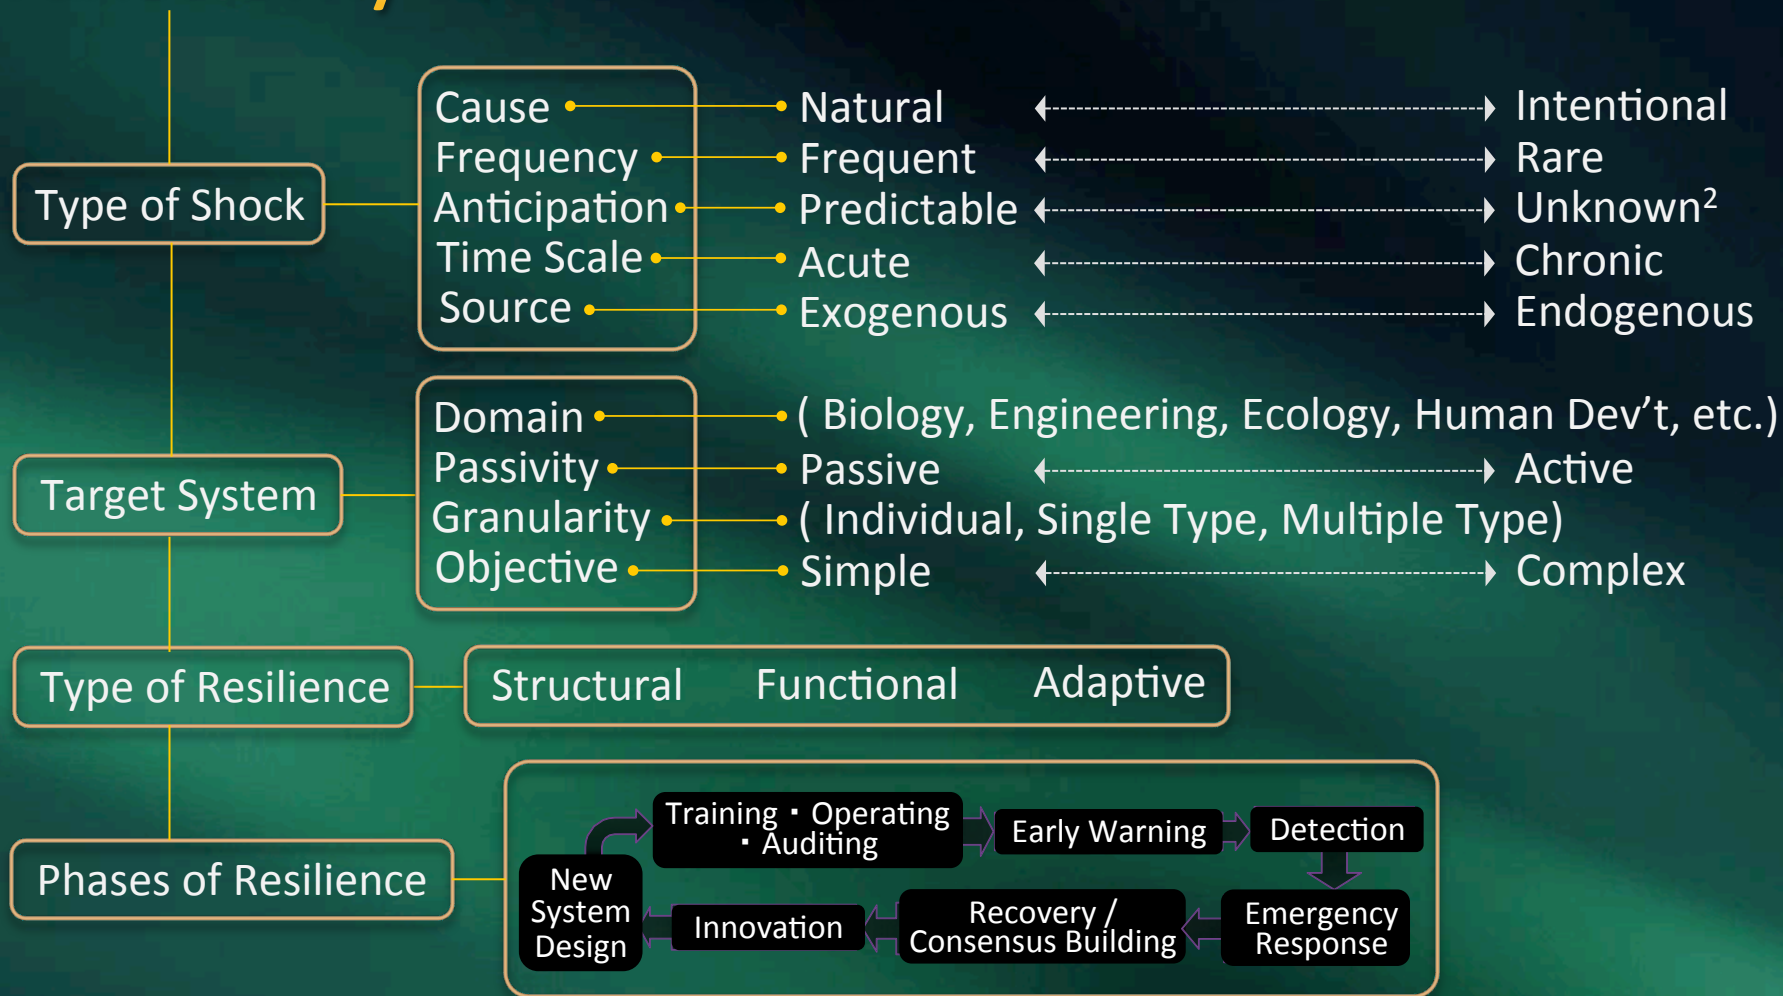 Type of Shock
Cause Natural Intentional
Frequency Frequent Rare
Anticipation Predictable Unknown²
Time Scale Acute Chronic
Source Exogenous Endogenous
Target System
Domain ( Biology, Engineering, Ecology, Human Dev’t, etc.)
Passivity Passive Active
Granularity ( Individual, Single Type, Multiple Type)
Objective Simple Complex
Type of Resilience
Structural Functional Adaptive
Phases of Resilience
New
System
Design
Training ・ Operating
・ Auditing
Early Warning
Detection
Emergency
Response
Recovery /
Consensus Building
Innovation